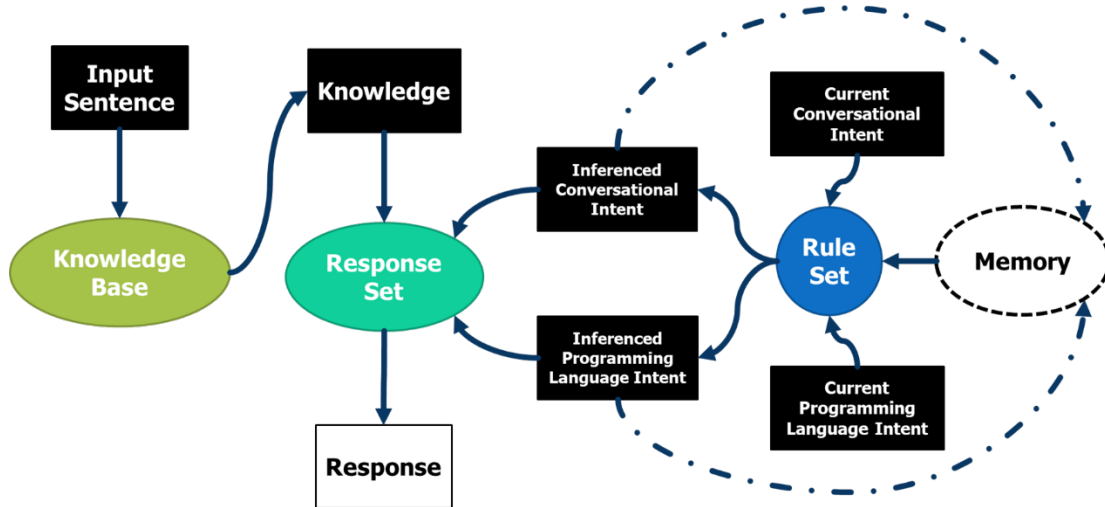 Input
Sentence
Knowledge
Base
Knowledge
Response
Set
Response
Inferenced
Conversational
Intent
Inferenced
Programming
Language Intent
Current
Conversational
Intent
Rule
Set
Current
Programming
Language Intent
Memory